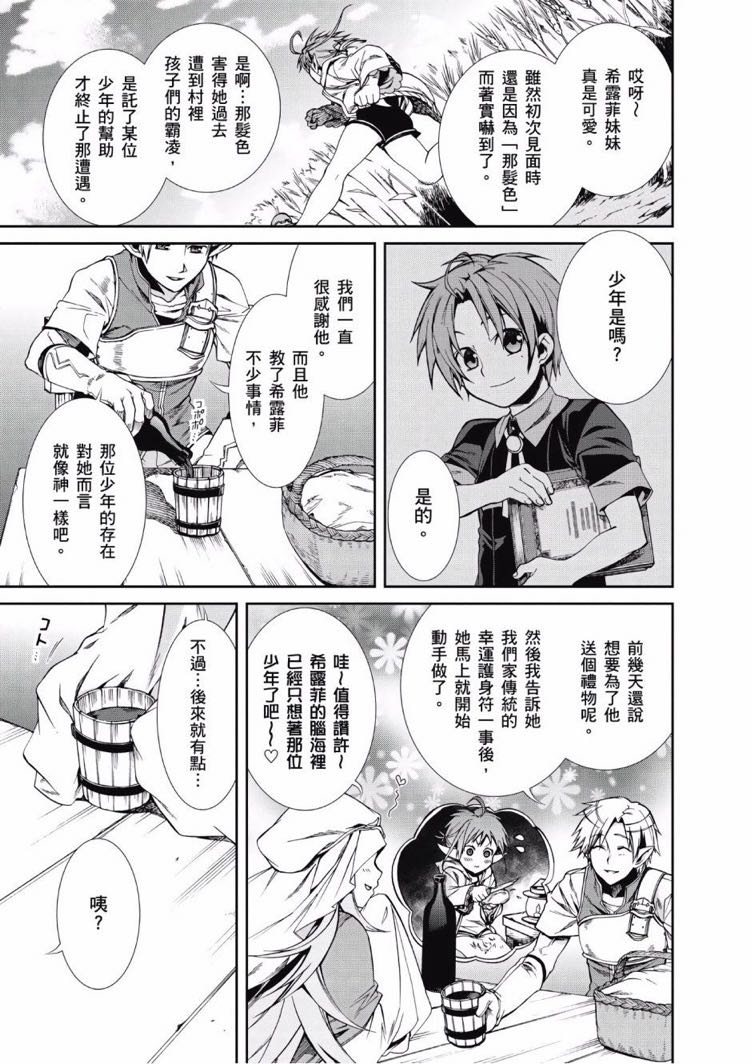 哎呀~
希露菲妹妹
真是可愛。
雖然初次見面時
還是因為「那髮色」
而著實嚇到了。
是啊…那髮色
害得她過去
遭到村裡
孩子們的霸凌，
是託了某位
少年的幫助
才終止了那遭遇。
少年是嗎？
是的。
我們一直
很感謝他。
而且他
教了希露菲
不少事情，
那位少年的存在
對她而言
就像神一樣吧。
コポポ…
前幾天還說
想要為了他
送個禮物呢。
然後我告訴她
我們家傳統的
幸運護身符一事後，
她馬上就開始
動手做了。
哇~值得讚許~
希露菲的腦海裡
已經只想著那位
少年了吧~~♡
不過…後來就有點…
コト…
咦？